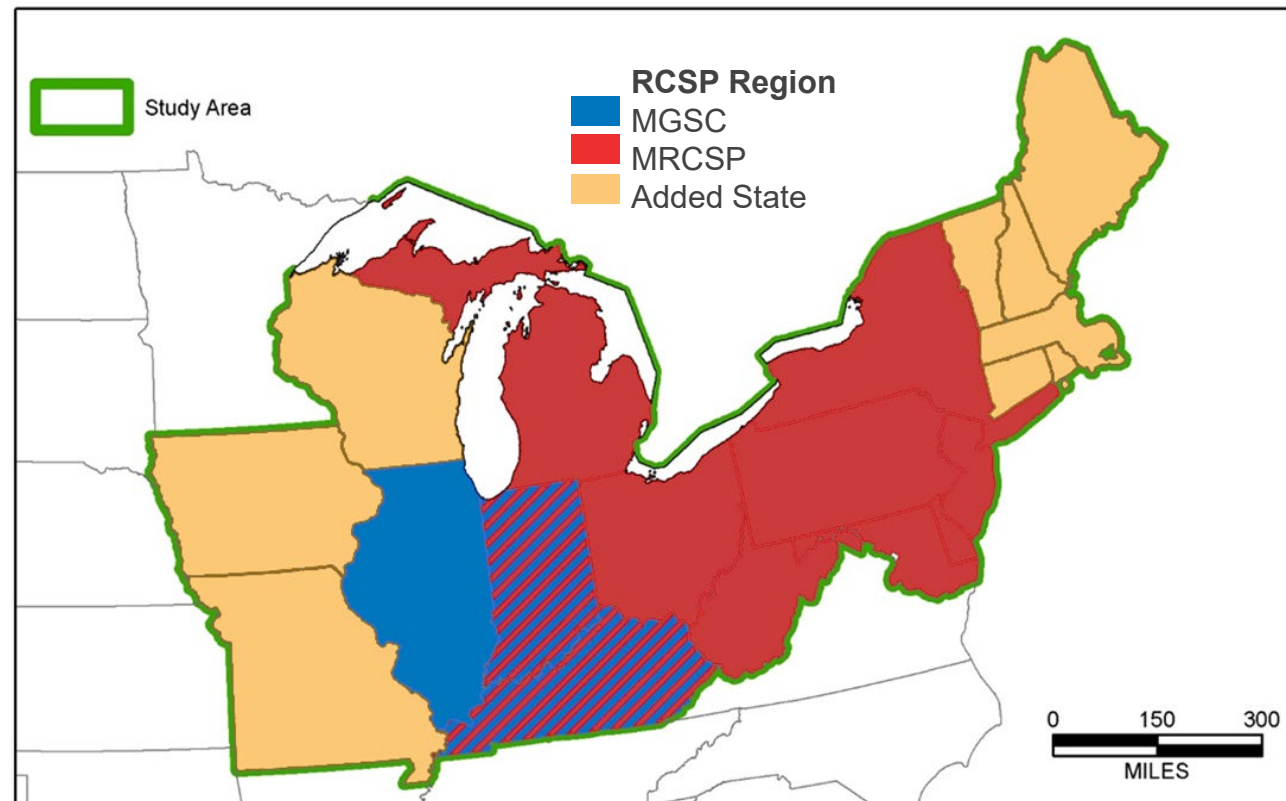 Study Area
RCSP Region
MGSC
MRCSP
Added State
0 150 300
MILES